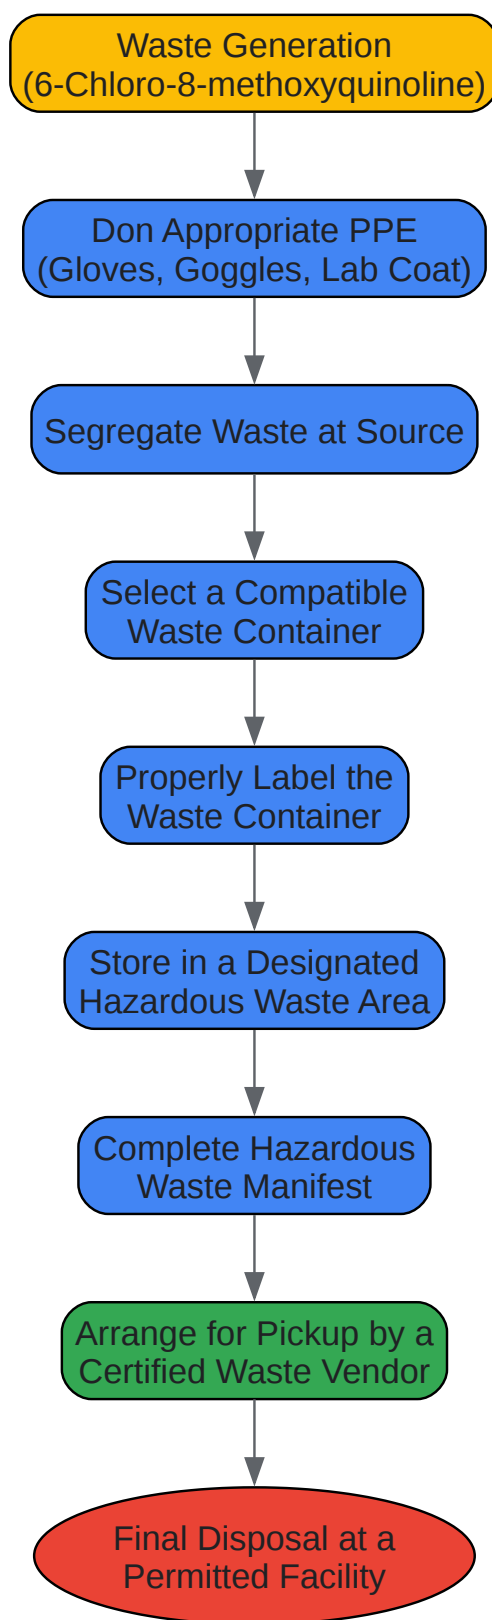 Waste Generation
(6-Chloro-8-methoxyquinoline)
Don Appropriate PPE
(Gloves, Goggles, Lab Coat)
Segregate Waste at Source
Select a Compatible
Waste Container
Properly Label the
Waste Container
Store in a Designated
Hazardous Waste Area
Complete Hazardous
Waste Manifest
Arrange for Pickup by a
Certified Waste Vendor
Final Disposal at a
Permitted Facility